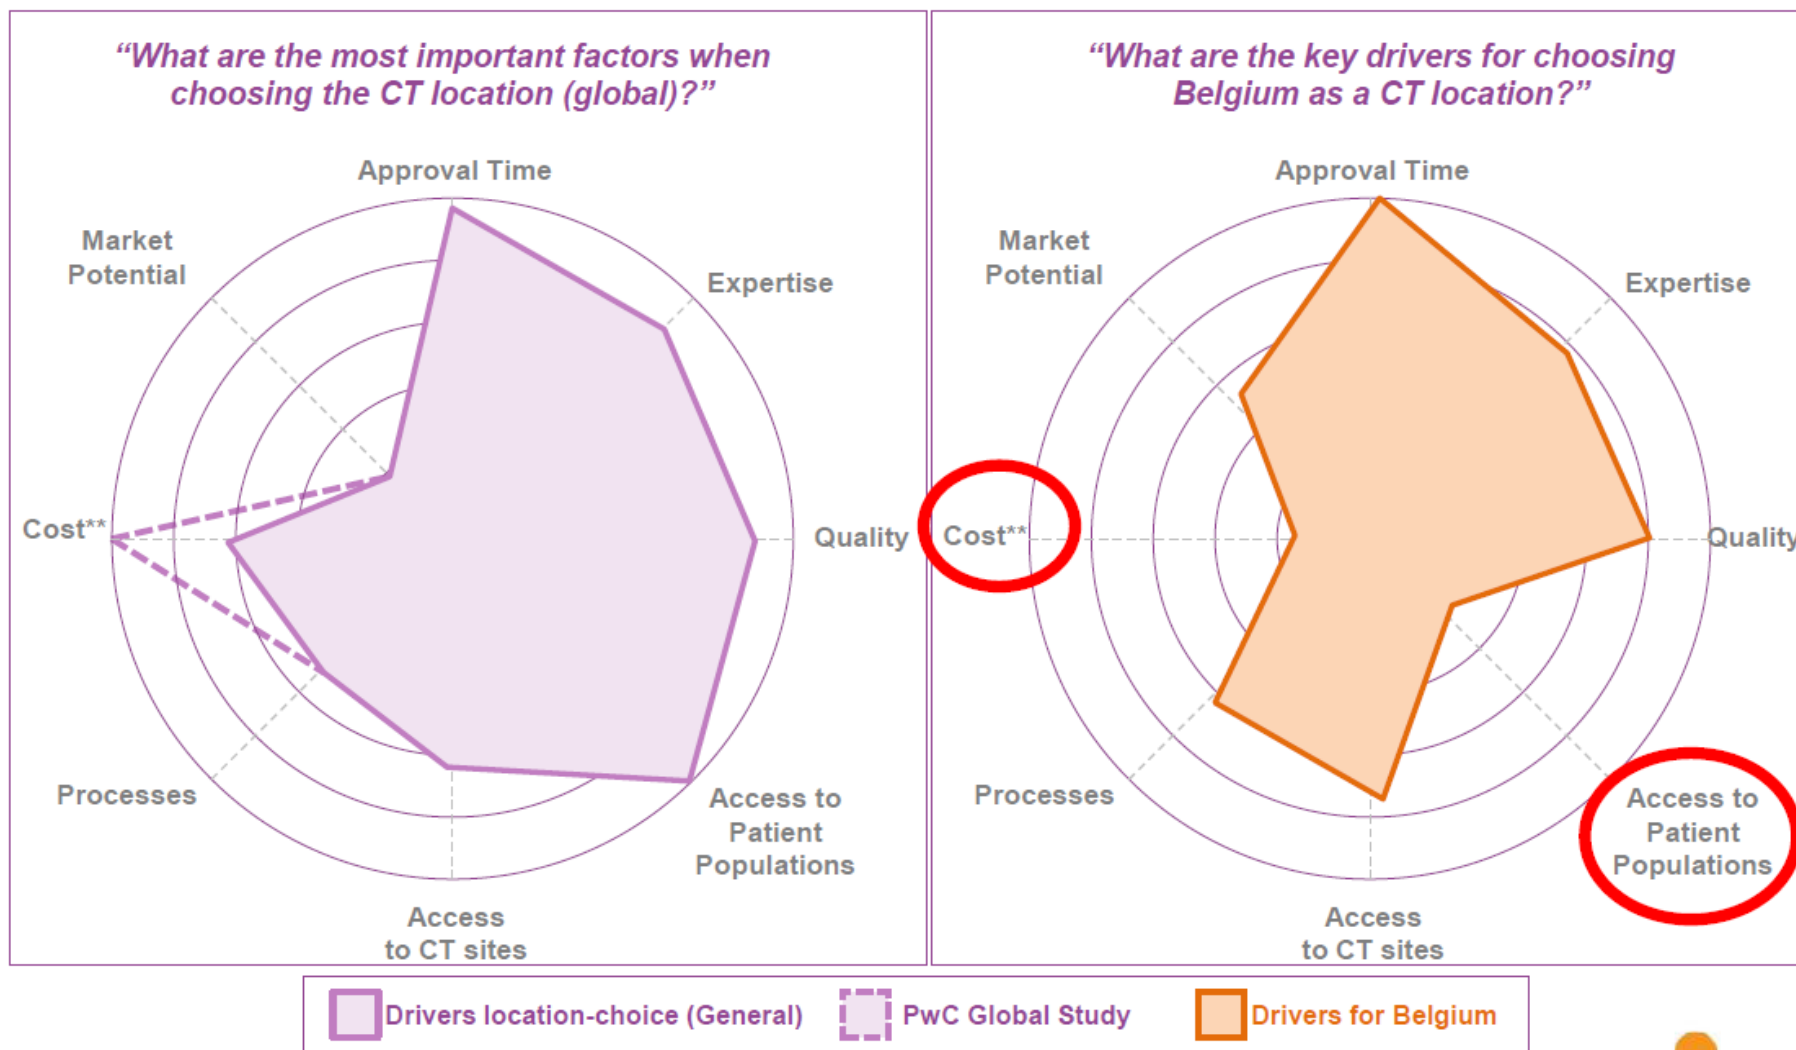 “What are the most important factors when
choosing the CT location (global)?”
Approval Time
Market
Potential
Expertise
Cost**
Quality
Processes
Access to
Patient
Populations
Access
to CT sites
“What are the key drivers for choosing
Belgium as a CT location?”
Approval Time
Market
Potential
Expertise
Cost**
Quality
Processes
Access to
Patient
Populations
Access
to CT sites
Drivers location-choice (General)
PwC Global Study
Drivers for Belgium